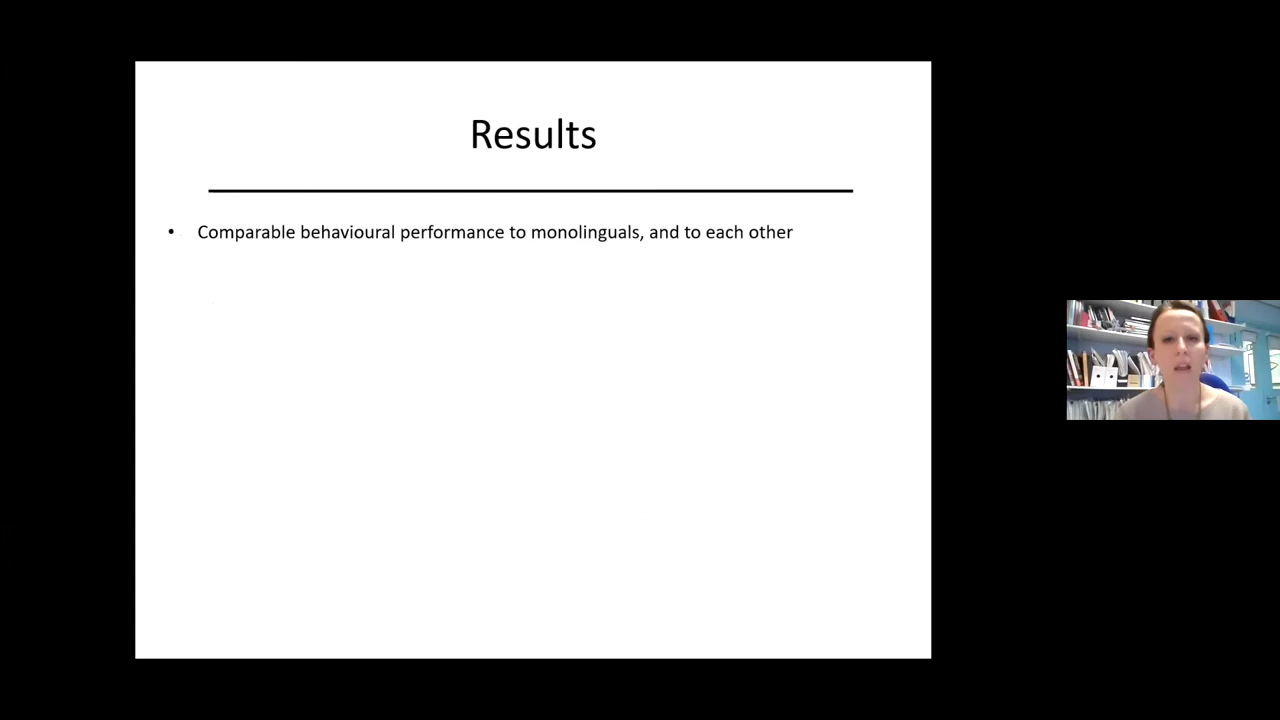 Results
• Comparable behavioural performance to monolinguals, and to each other